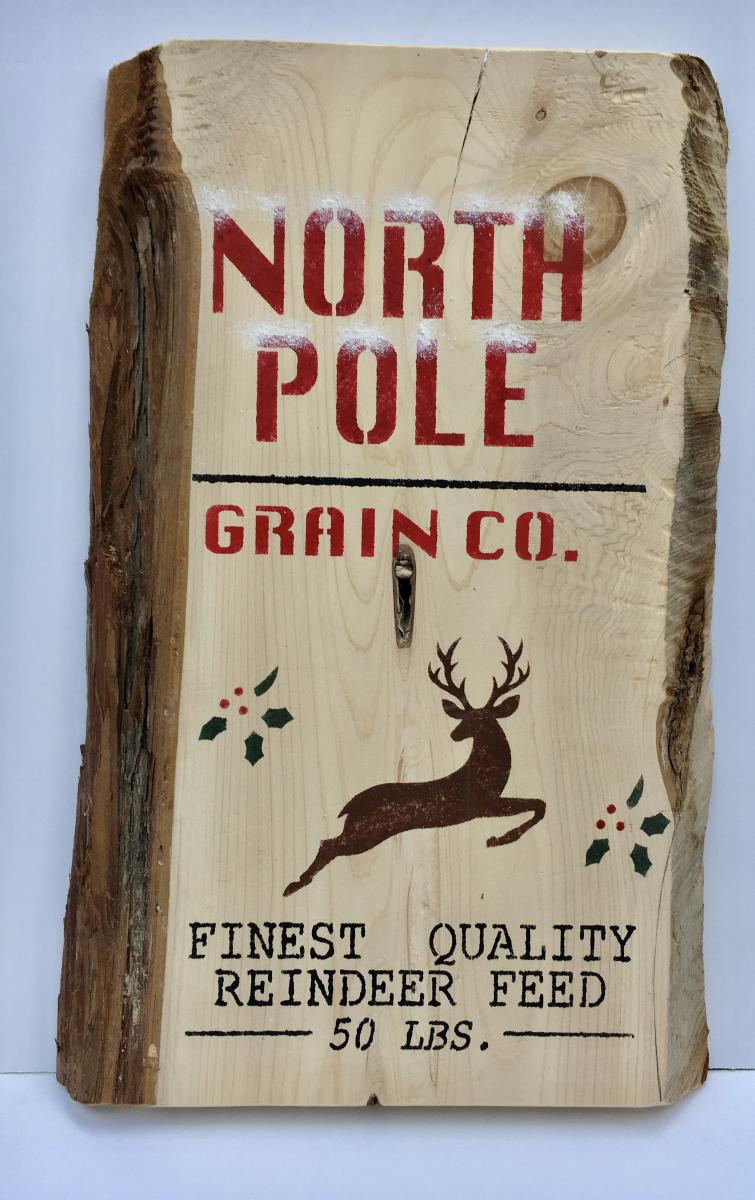 NORTH
POLE
GRAIN CO.
FINEST QUALITY
REINDEER FEED
50 LBS.